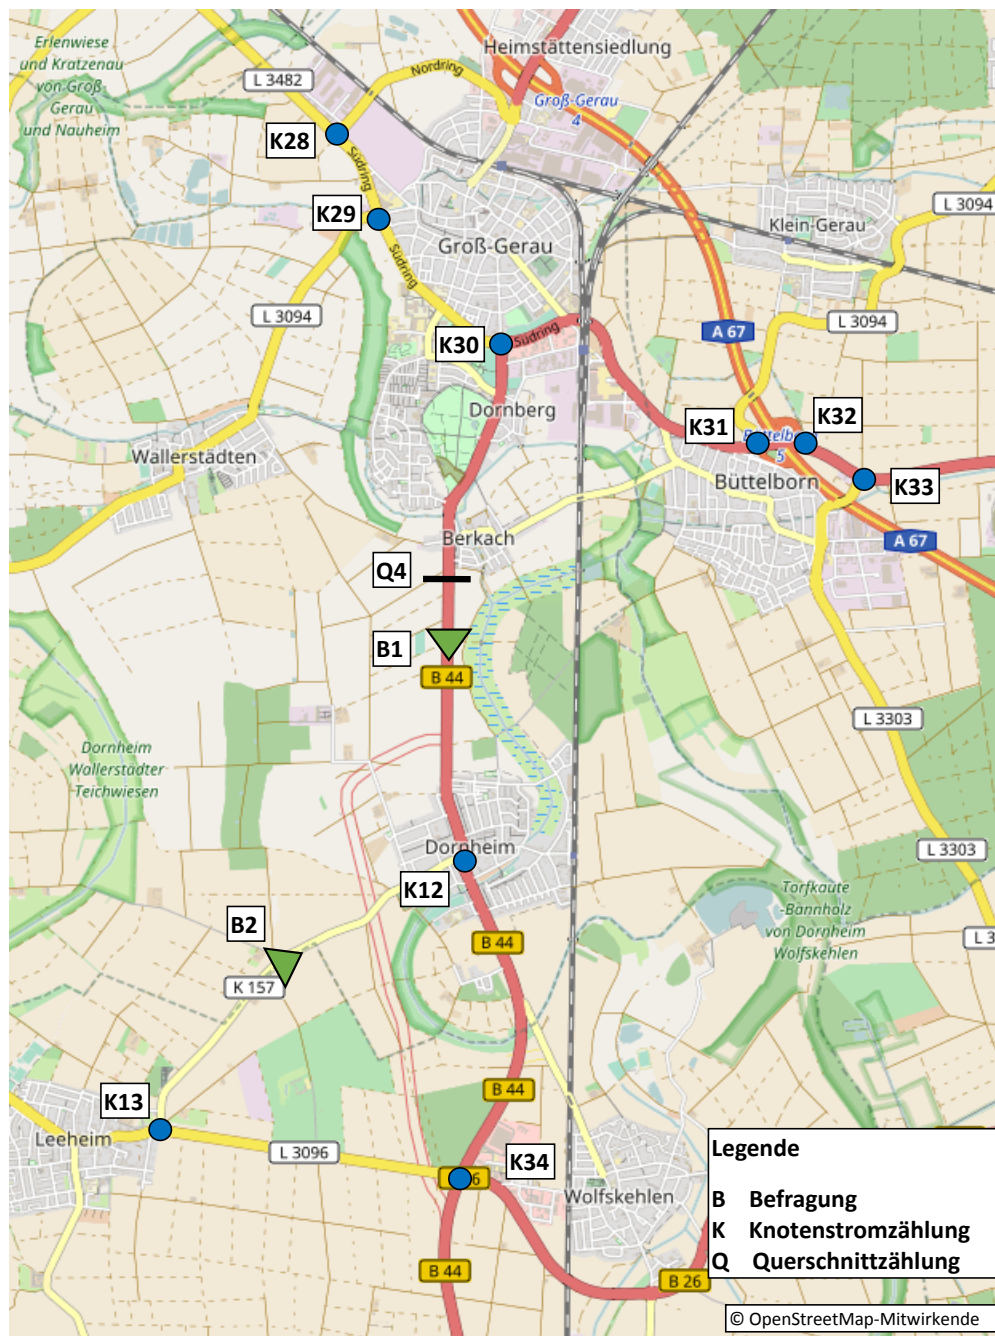 Erlenwiese
und Kratzenau
von Groß-
Gerau
und Nauheim
L 3482
Nordring
Heimstättensiedlung
Groß-Gerau
4
K28
Südring
K29
Südring
Groß-Gerau
L 3094
Klein-Gerau
L 3094
L 3094
A 67
K30
Südring
Dornberg
Wallerstädten
K31
K32
5
Büttelborn
K33
A 67
Berkach
Q4
B1
B 44
L 3303
Dornheim
Wallerstädter
Teichwiesen
Dornheim
L 3303
K12
Torfkaute
-Bannholz
von Dornheim
Wolfskehlen
B2
B 44
L 3
K 157
B 44
K13
Leeheim
L 3096
K34
6
Wolfskehlen
B 44
B 26
Legende
B Befragung
K Knotenstromzählung
Q Querschnittzählung
© OpenStreetMap-Mitwirkende